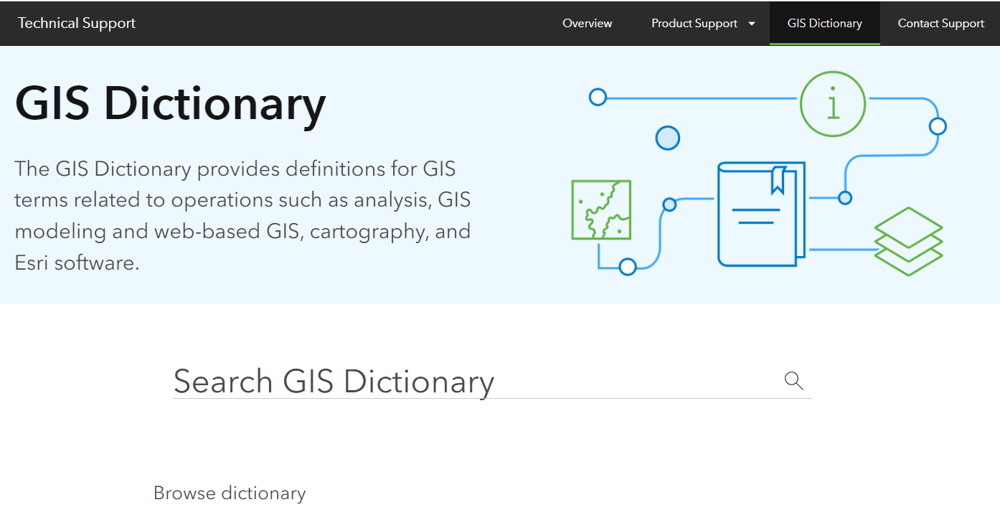 Technical Support
Overview
Product Support
GIS Dictionary
Contact Support
GIS Dictionary
The GIS Dictionary provides definitions for GIS
terms related to operations such as analysis, GIS
modeling and web-based GIS, cartography, and
Esri software.
i
Search GIS Dictionary
Browse dictionary